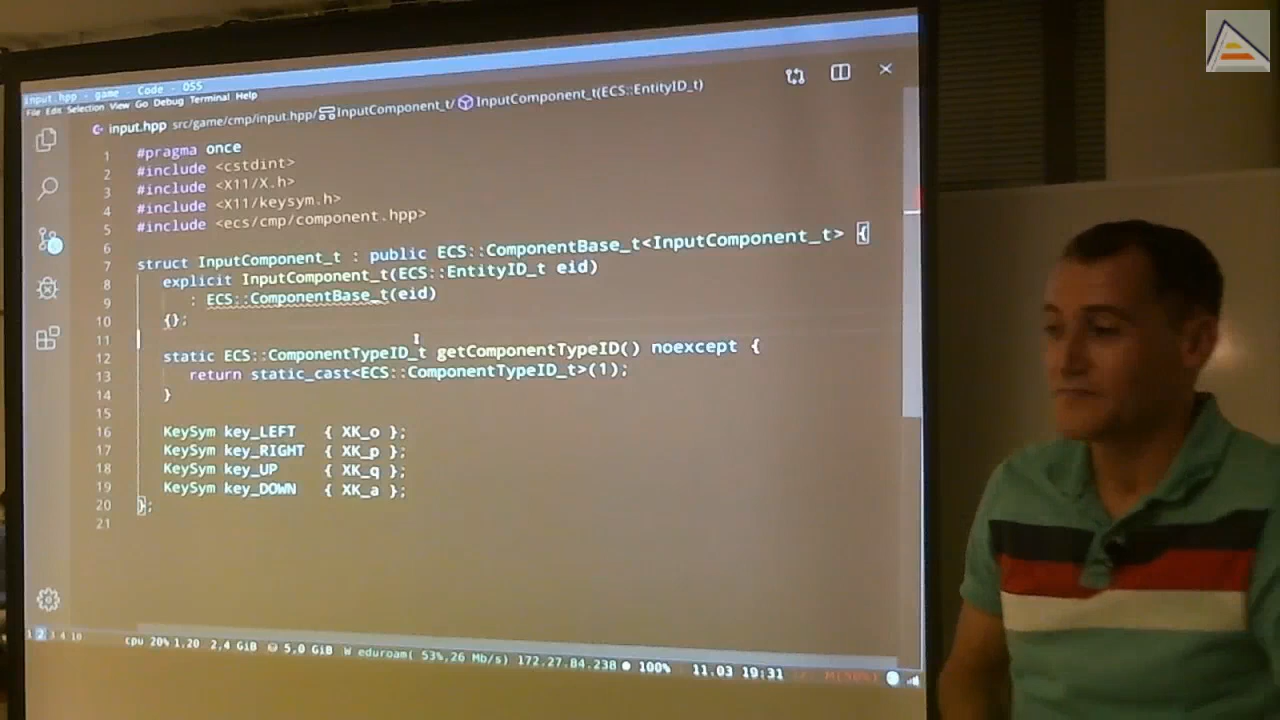 input.hpp - game - Code - OSS
File Edit Selection View Go Debug Terminal Help
input.hpp src/game/cmp/input.hpp/ InputComponent_t/ InputComponent_t(ECS::EntityID_t)
1 #pragma once
2 #include <cstdint>
3 #include <X11/X.h>
4 #include <X11/keysym.h>
5 #include <ecs/cmp/component.hpp>
6
7 struct InputComponent_t : public ECS::ComponentBase_t<InputComponent_t> {
8 explicit InputComponent_t(ECS::EntityID_t eid)
9 : ECS::ComponentBase_t(eid)
10 {};
11
12 static ECS::ComponentTypeID_t getComponentTypeID() noexcept {
13 return static_cast<ECS::ComponentTypeID_t>(1);
14 }
15
16 KeySym key_LEFT { XK_o };
17 KeySym key_RIGHT { XK_p };
18 KeySym key_UP { XK_q };
19 KeySym key_DOWN { XK_a };
20 };
21
1 2 3 4 10 cpu 20% 1,20 2,4 GiB 5,0 GiB W eduroam( 53%,26 Mb/s) 172.27.84.238 100% 11.03 19:31